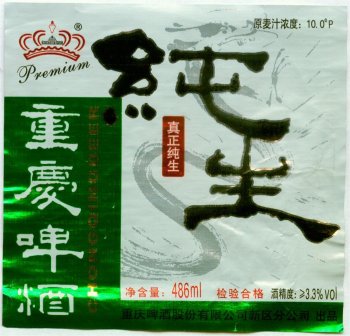 ®
Premium
原麦汁浓度：10.0°P
純生
真正纯生
重慶啤酒
净含量：486ml
检验合格
酒精度：≥3.3%vol
重庆啤酒股份有限公司新区分公司 出品